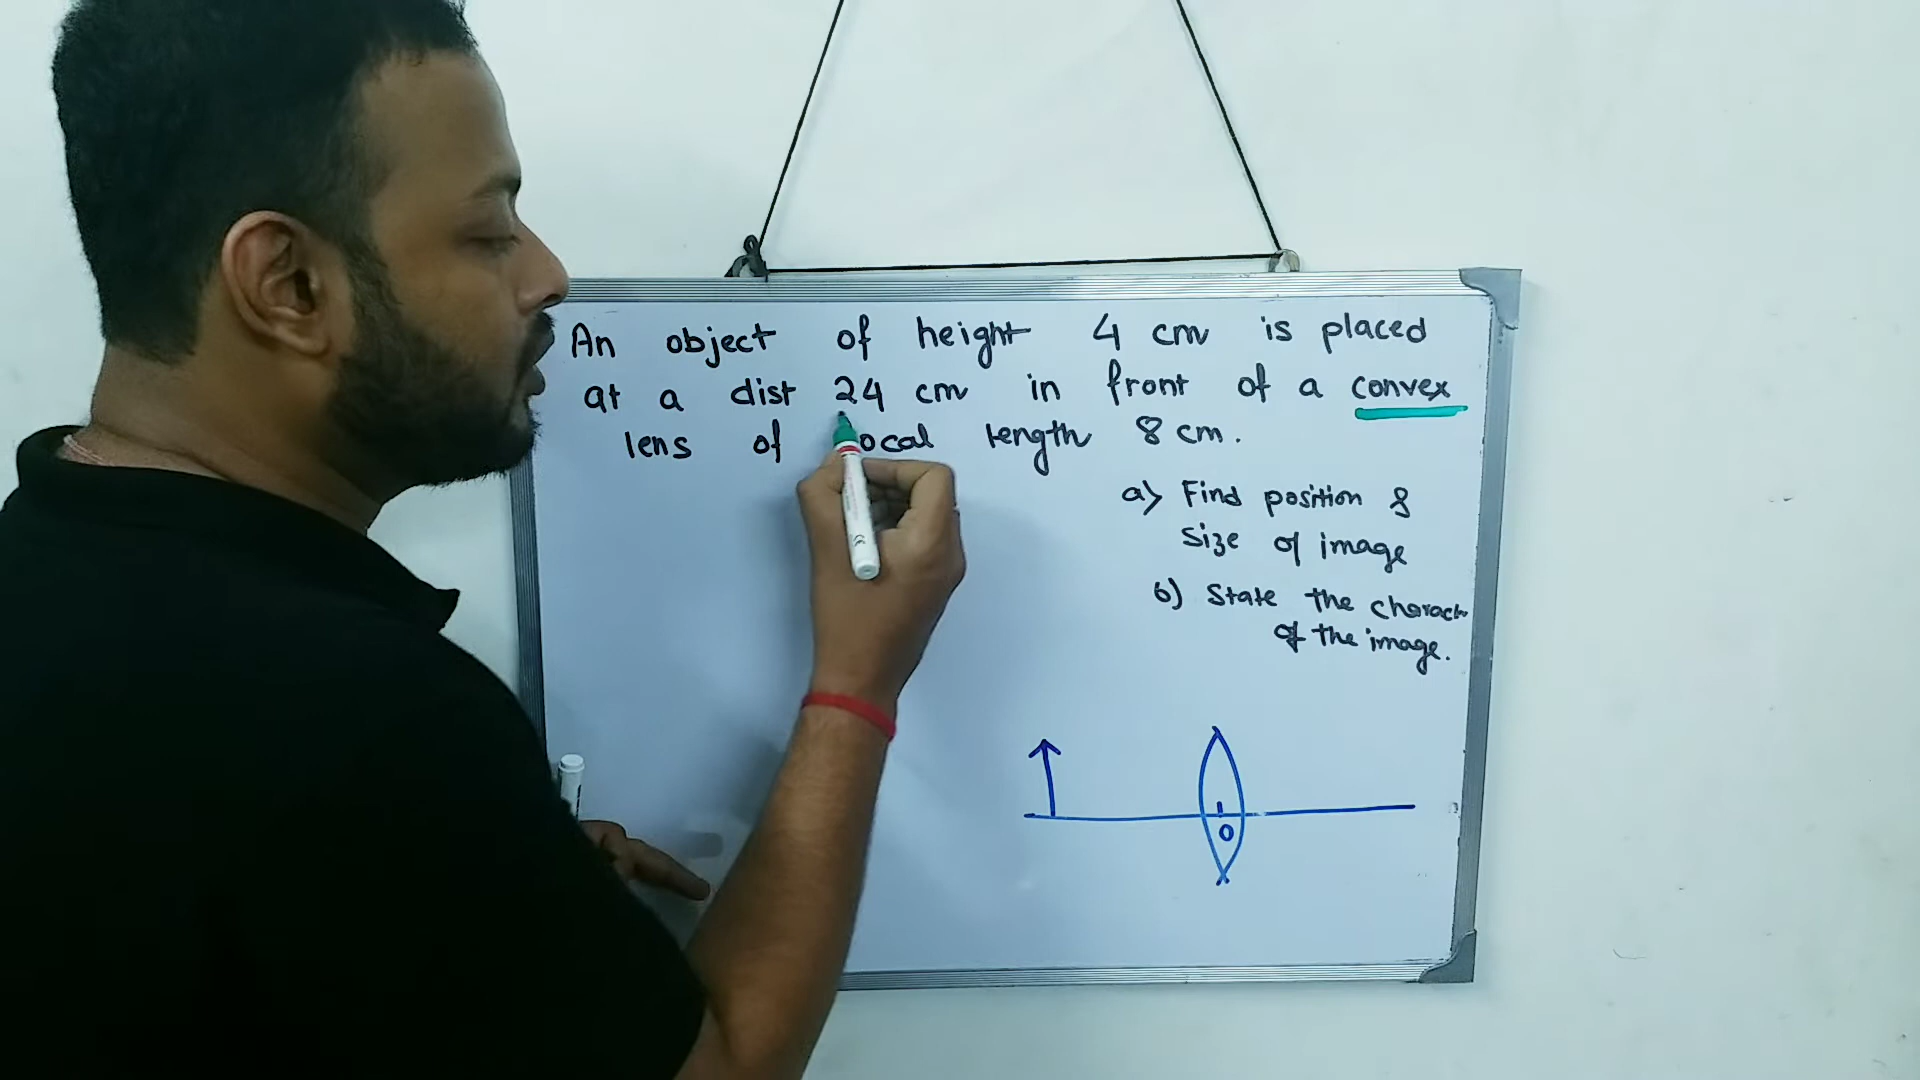 An object of height 4 cm is placed
at a dist 24 cm in front of a convex
lens of focal length 8 cm.
a) Find position &
size of image
b) State the charact
of the image.
O